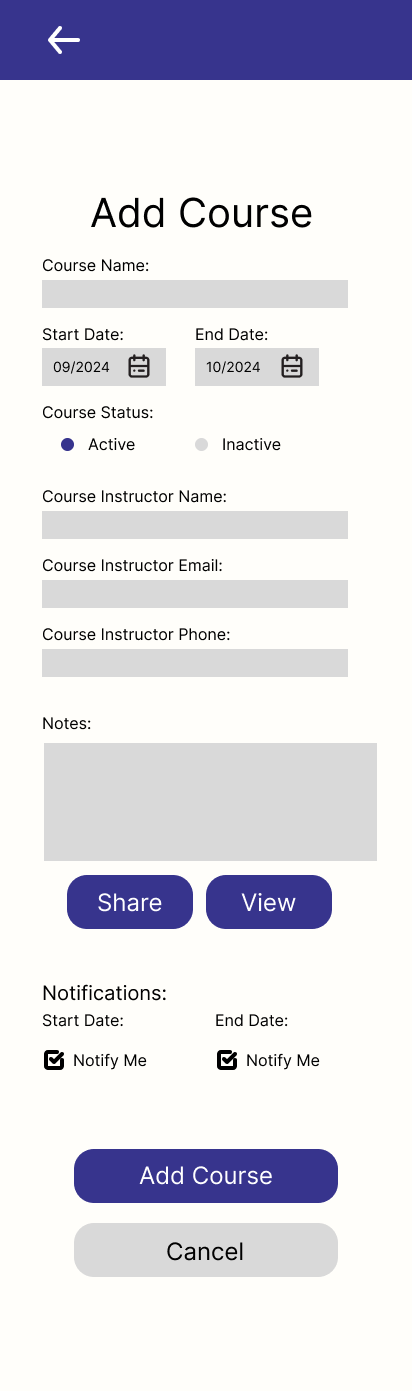 Add Course
Course Name:
Start Date: End Date:
09/2024 10/2024
Course Status:
Active Inactive
Course Instructor Name:
Course Instructor Email:
Course Instructor Phone:
Notes:
Share View
Notifications:
Start Date: End Date:
Notify Me Notify Me
Add Course
Cancel